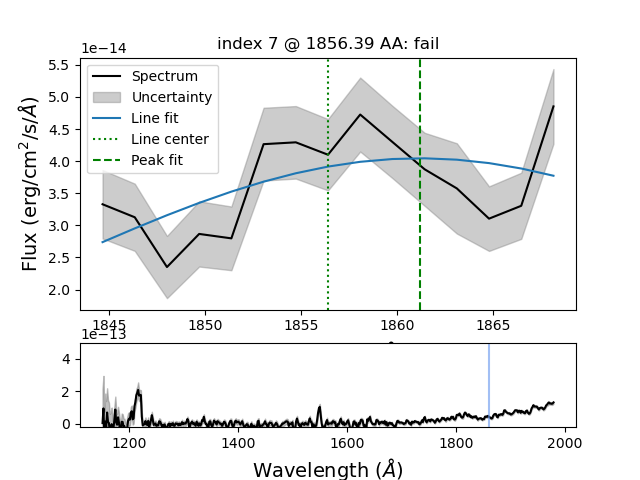 index 7 @ 1856.39 AA: fail
1e−14
Spectrum
Uncertainty
Line fit
Line center
Peak fit
Flux (erg/cm²/s/Å)
5.5
5.0
4.5
4.0
3.5
3.0
2.5
2.0
1845 1850 1855 1860 1865
1e−13
4
2
0
1200 1400 1600 1800 2000
Wavelength (Å)